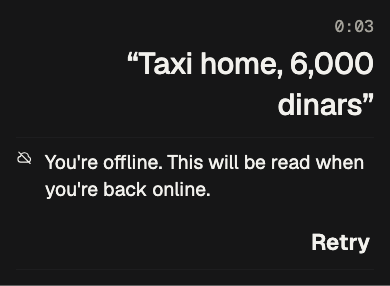 0:03
“Taxi home, 6,000
dinars”
You're offline. This will be read when
you're back online.
Retry